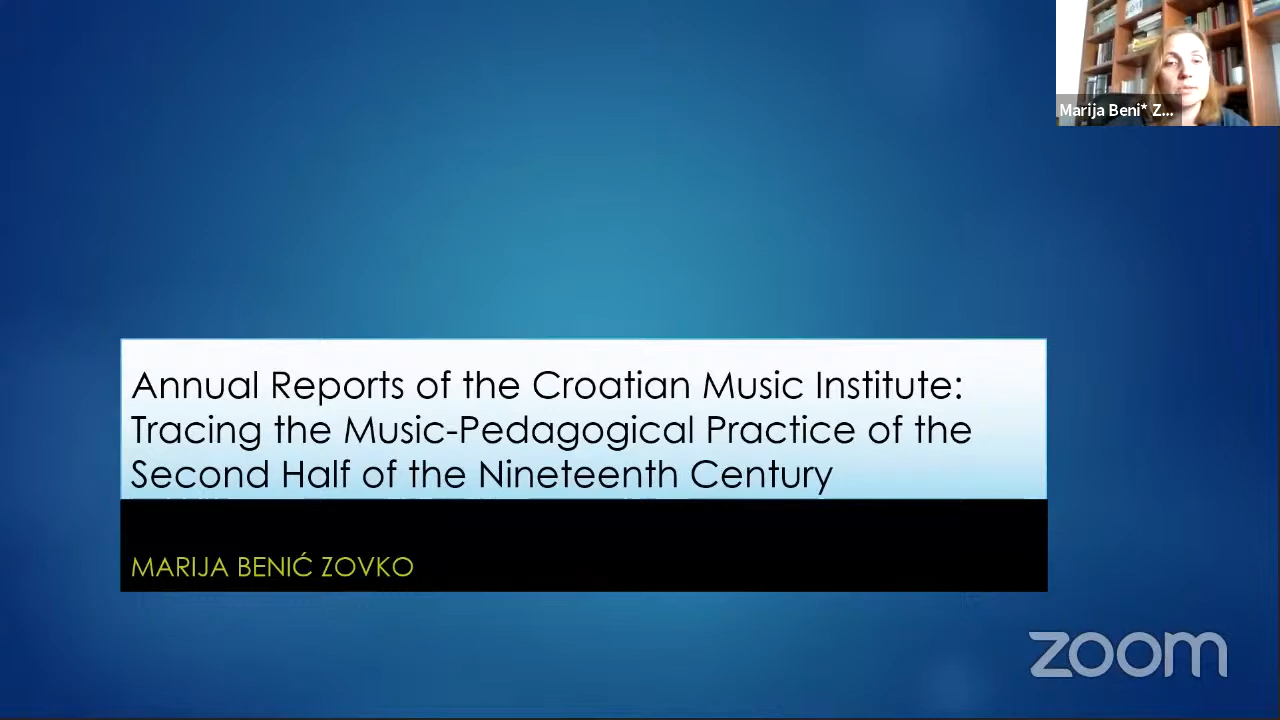 Marija Beni* Z...
Annual Reports of the Croatian Music Institute:
Tracing the Music-Pedagogical Practice of the
Second Half of the Nineteenth Century
MARIJA BENIĆ ZOVKO
zoom